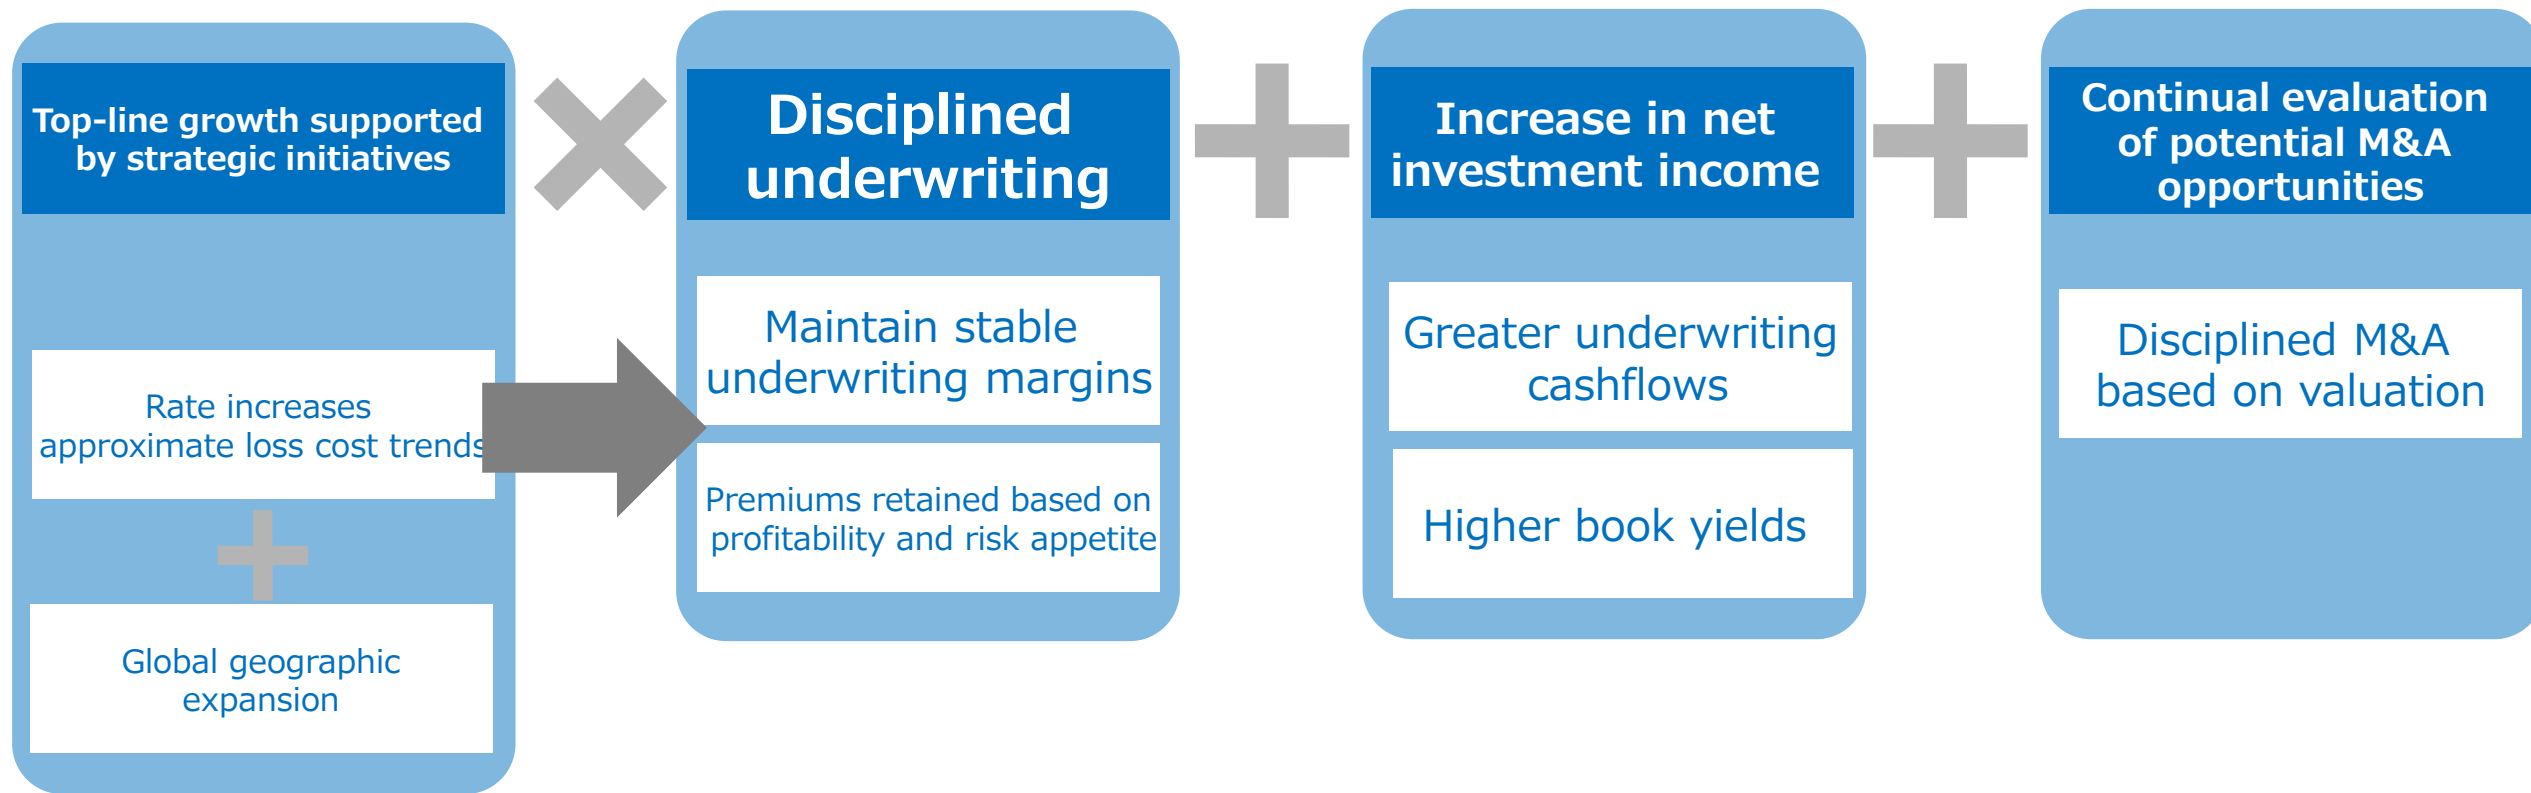 Top-line growth supported
by strategic initiatives
Rate increases
approximate loss cost trends
Global geographic
expansion
Disciplined
underwriting
Maintain stable
underwriting margins
Premiums retained based on
profitability and risk appetite
Increase in net
investment income
Greater underwriting
cashflows
Higher book yields
Continual evaluation
of potential M&A
opportunities
Disciplined M&A
based on valuation